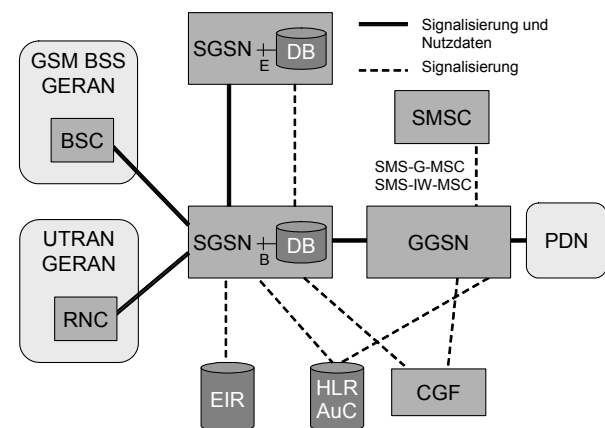 GSM BSS
GERAN
BSC
SGSN
E
DB
Signalisierung und
Nutzdaten
Signalisierung
SMSC
SMS-G-MSC
SMS-IW-MSC
UTRAN
GERAN
RNC
SGSN
B
DB
GGSN
PDN
EIR
HLR
AuC
CGF